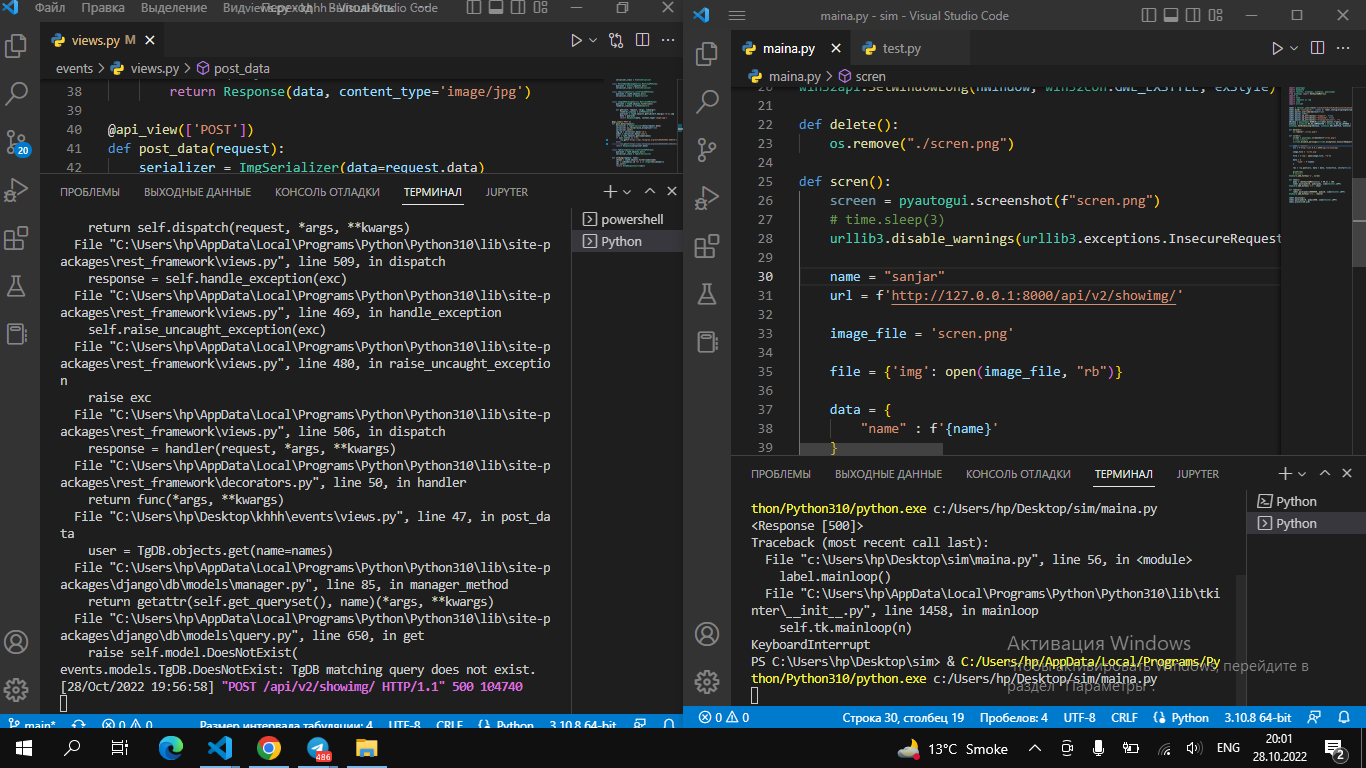 Файл Правка Выделение Вид Переход Выполнить ···
views.py - khhh - Visual Studio Code
views.py M
events > views.py > post_data
38 return Response(data, content_type='image/jpg')
39
40 @api_view(['POST'])
41 def post_data(request):
42 serializer = ImgSerializer(data=request.data)
ПРОБЛЕМЫ ВЫХОДНЫЕ ДАННЫЕ КОНСОЛЬ ОТЛАДКИ ТЕРМИНАЛ JUPYTER
powershell
Python
return self.dispatch(request, *args, **kwargs)
File "C:\Users\hp\AppData\Local\Programs\Python\Python310\lib\site-p
ackages\rest_framework\views.py", line 509, in dispatch
response = self.handle_exception(exc)
File "C:\Users\hp\AppData\Local\Programs\Python\Python310\lib\site-p
ackages\rest_framework\views.py", line 469, in handle_exception
self.raise_uncaught_exception(exc)
File "C:\Users\hp\AppData\Local\Programs\Python\Python310\lib\site-p
ackages\rest_framework\views.py", line 480, in raise_uncaught_exceptio
n
raise exc
File "C:\Users\hp\AppData\Local\Programs\Python\Python310\lib\site-p
ackages\rest_framework\views.py", line 506, in dispatch
response = handler(request, *args, **kwargs)
File "C:\Users\hp\AppData\Local\Programs\Python\Python310\lib\site-p
ackages\rest_framework\decorators.py", line 50, in handler
return func(*args, **kwargs)
File "C:\Users\hp\Desktop\khhh\events\views.py", line 47, in post_da
ta
user = TgDB.objects.get(name=names)
File "C:\Users\hp\AppData\Local\Programs\Python\Python310\lib\site-p
ackages\django\db\models\manager.py", line 85, in manager_method
return getattr(self.get_queryset(), name)(*args, **kwargs)
File "C:\Users\hp\AppData\Local\Programs\Python\Python310\lib\site-p
ackages\django\db\models\query.py", line 650, in get
raise self.model.DoesNotExist(
events.models.TgDB.DoesNotExist: TgDB matching query does not exist.
[28/Oct/2022 19:56:58] "POST /api/v2/showimg/ HTTP/1.1" 500 104740
20
main* 0 0 Размер интервала табуляции: 4 UTF-8 CRLF Python 3.10.8 64-bit
maina.py - sim - Visual Studio Code
maina.py test.py
maina.py > scren
20 win32api.SetWindowLong(hWindow, win32con.GWL_EXSTYLE, exStyle)
21
22 def delete():
23 os.remove("./scren.png")
24
25 def scren():
26 screen = pyautogui.screenshot(f"scren.png")
27 # time.sleep(3)
28 urllib3.disable_warnings(urllib3.exceptions.InsecureRequest
29
30 name = "sanjar"
31 url = f'http://127.0.0.1:8000/api/v2/showimg/'
32
33 image_file = 'scren.png'
34
35 file = {'img': open(image_file, "rb")}
36
37 data = {
38 "name" : f'{name}'
39 }
ПРОБЛЕМЫ ВЫХОДНЫЕ ДАННЫЕ КОНСОЛЬ ОТЛАДКИ ТЕРМИНАЛ JUPYTER
Python
Python
thon/Python310/python.exe c:/Users/hp/Desktop/sim/maina.py
<Response [500]>
Traceback (most recent call last):
File "c:\Users\hp\Desktop\sim\maina.py", line 56, in <module>
label.mainloop()
File "C:\Users\hp\AppData\Local\Programs\Python\Python310\lib\tki
nter\__init__.py", line 1458, in mainloop
self.tk.mainloop(n)
KeyboardInterrupt
PS C:\Users\hp\Desktop\sim> & C:/Users/hp/AppData/Local/Programs/Py
thon/Python310/python.exe c:/Users/hp/Desktop/sim/maina.py
Активация Windows
Чтобы активировать Windows, перейдите в
раздел "Параметры".
0 0 Строка 30, столбец 19 Пробелов: 4 UTF-8 CRLF Python 3.10.8 64-bit
486
13°C Smoke ENG 20:01
28.10.2022
2